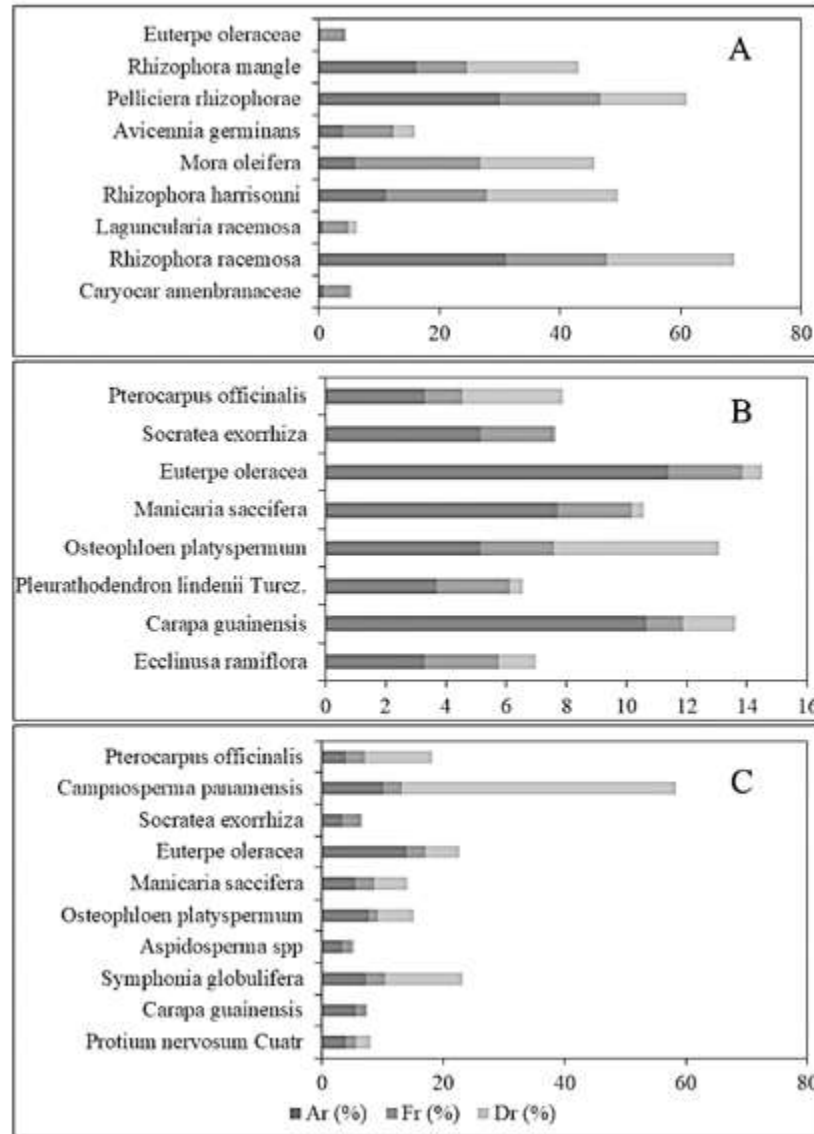 A
Euterpe oleraceae
Rhizophora mangle
Pelliciera rhizophorae
Avicennia germinans
Mora oleifera
Rhizophora harrisonni
Laguncularia racemosa
Rhizophora racemosa
Caryocar amenbranaceae
0 20 40 60 80
B
Pterocarpus officinalis
Socratea exorrhiza
Euterpe oleracea
Manicaria saccifera
Osteophloen platyspermum
Pleurathodendron lindenii Turcz.
Carapa guainensis
Ecclinusa ramiflora
0 2 4 6 8 10 12 14 16
C
Pterocarpus officinalis
Campnosperma panamensis
Socratea exorrhiza
Euterpe oleracea
Manicaria saccifera
Osteophloen platyspermum
Aspidosperma spp
Symphonia globulifera
Carapa guainensis
Protium nervosum Cuatr
0 20 40 60 80
Ar (%) Fr (%) Dr (%)